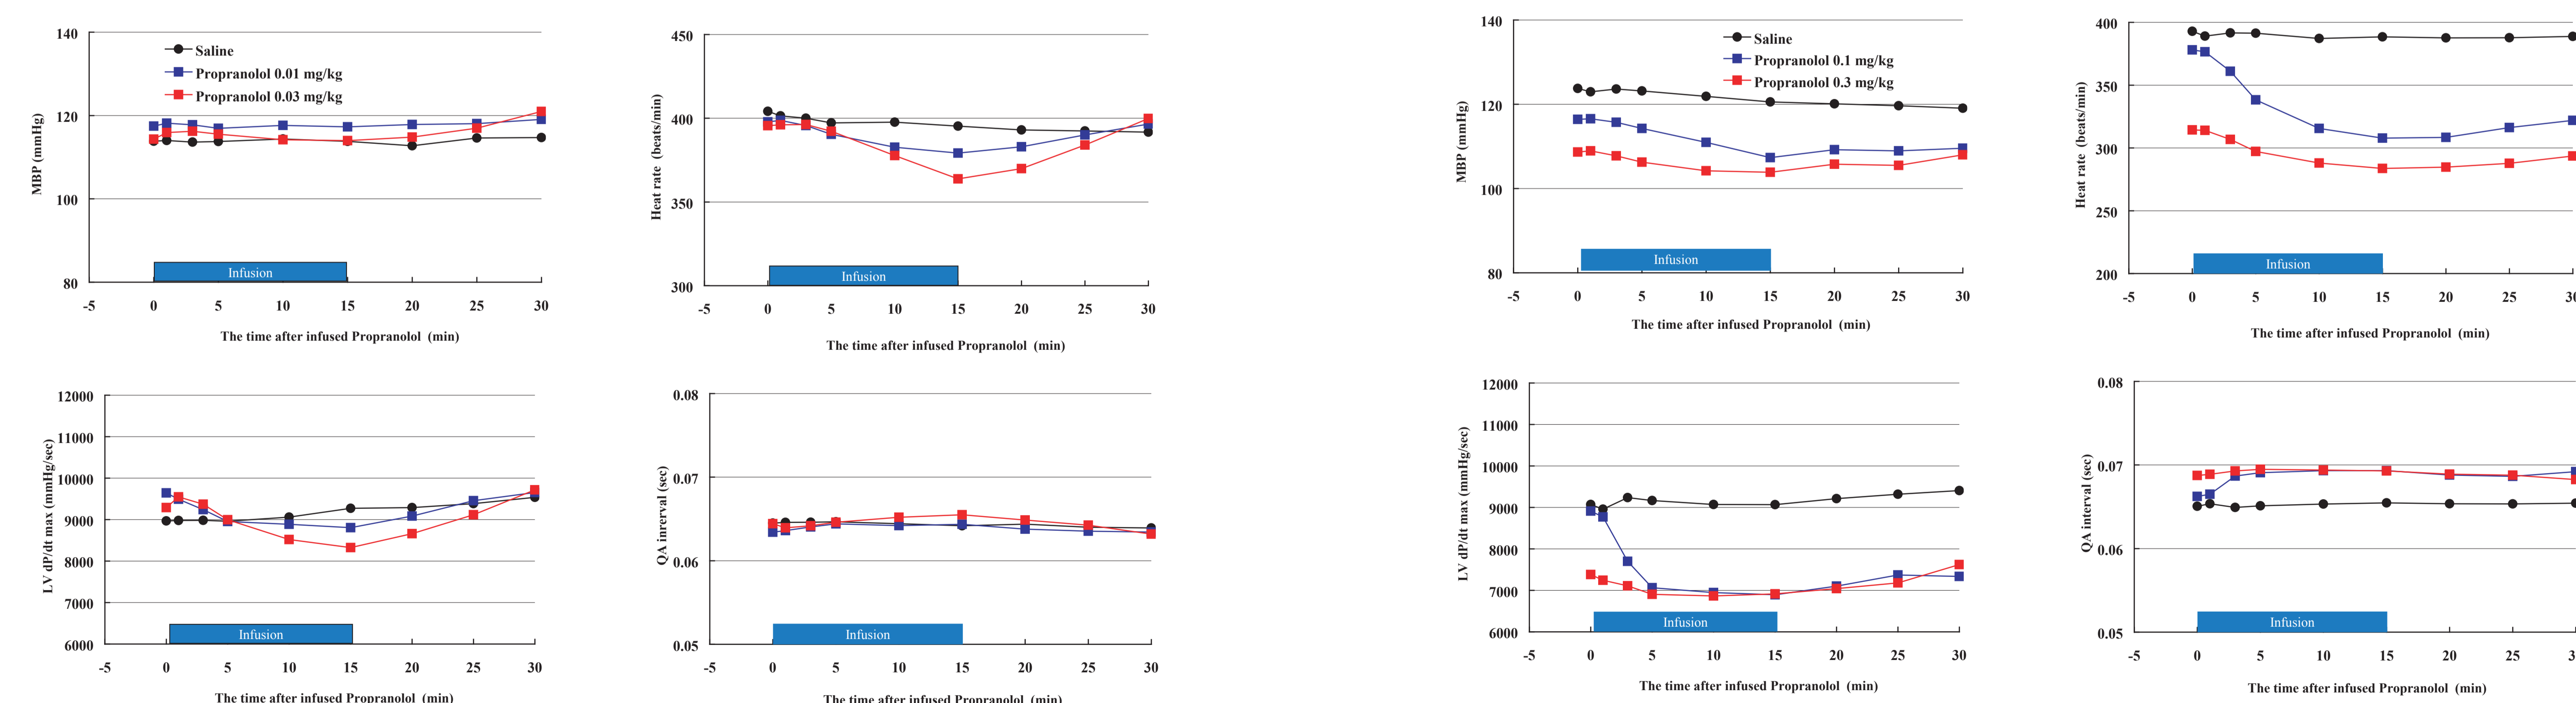 140
120
100
80
MBP (mmHg)
Saline
Propranolol 0.01 mg/kg
Propranolol 0.03 mg/kg
Infusion
-5 0 5 10 15 20 25 30
The time after infused Propranolol (min)
450
400
350
300
Heat rate (beats/min)
Infusion
-5 0 5 10 15 20 25 30
The time after infused Propranolol (min)
140
120
100
80
MBP (mmHg)
Saline
Propranolol 0.1 mg/kg
Propranolol 0.3 mg/kg
Infusion
-5 0 5 10 15 20 25 30
The time after infused Propranolol (min)
400
350
300
250
200
Heat rate (beats/min)
Infusion
-5 0 5 10 15 20 25 30
The time after infused Propranolol (min)
12000
11000
10000
9000
8000
7000
6000
LV dP/dt max (mmHg/sec)
Infusion
-5 0 5 10 15 20 25 30
The time after infused Propranolol (min)
0.08
0.07
0.06
0.05
QA inrerval (sec)
Infusion
-5 0 5 10 15 20 25 30
The time after infused Propranolol (min)
12000
11000
10000
9000
8000
7000
6000
LV dP/dt max (mmHg/sec)
Infusion
-5 0 5 10 15 20 25 30
The time after infused Propranolol (min)
0.08
0.07
0.06
0.05
QA interval (sec)
Infusion
-5 0 5 10 15 20 25
The time after infused Propranolol (min)